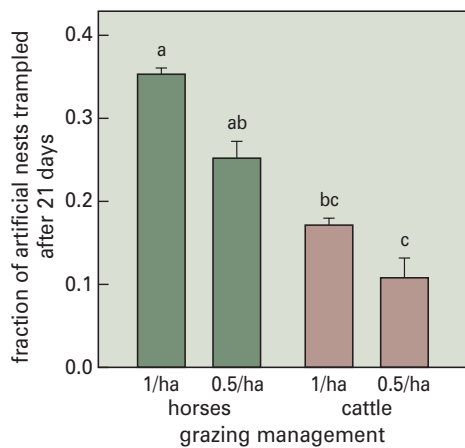 fraction of artificial nests trampled
after 21 days
0.4
0.3
0.2
0.1
0.0
a
ab
bc
c
1/ha 0.5/ha 1/ha 0.5/ha
horses cattle
grazing management